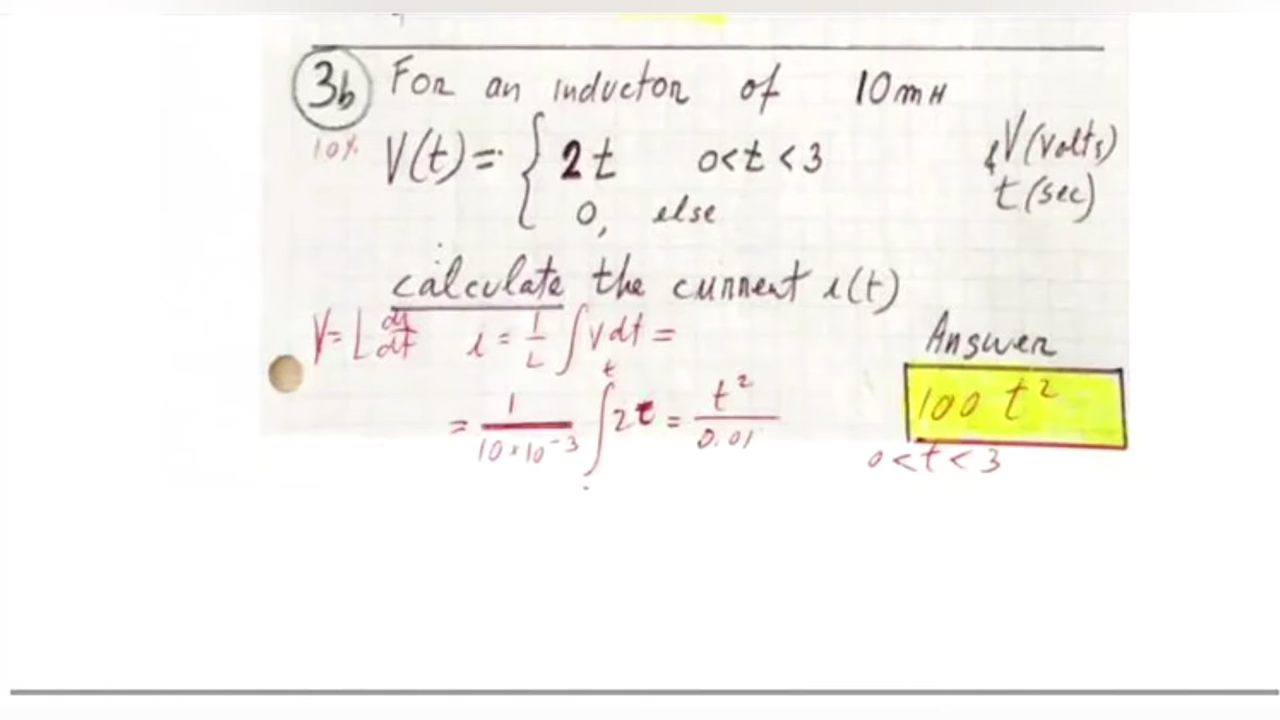 3b For an inductor of 10mH
10% V(t) = { 2t 0<t<3 V(volts)
0, else t(sec)
calculate the current i(t)
V= L di/dt i = 1/L ∫vdt = Answer
= 1/(10×10⁻³) ∫ᵗ 2t = t²/0.01 100 t²
0<t<3